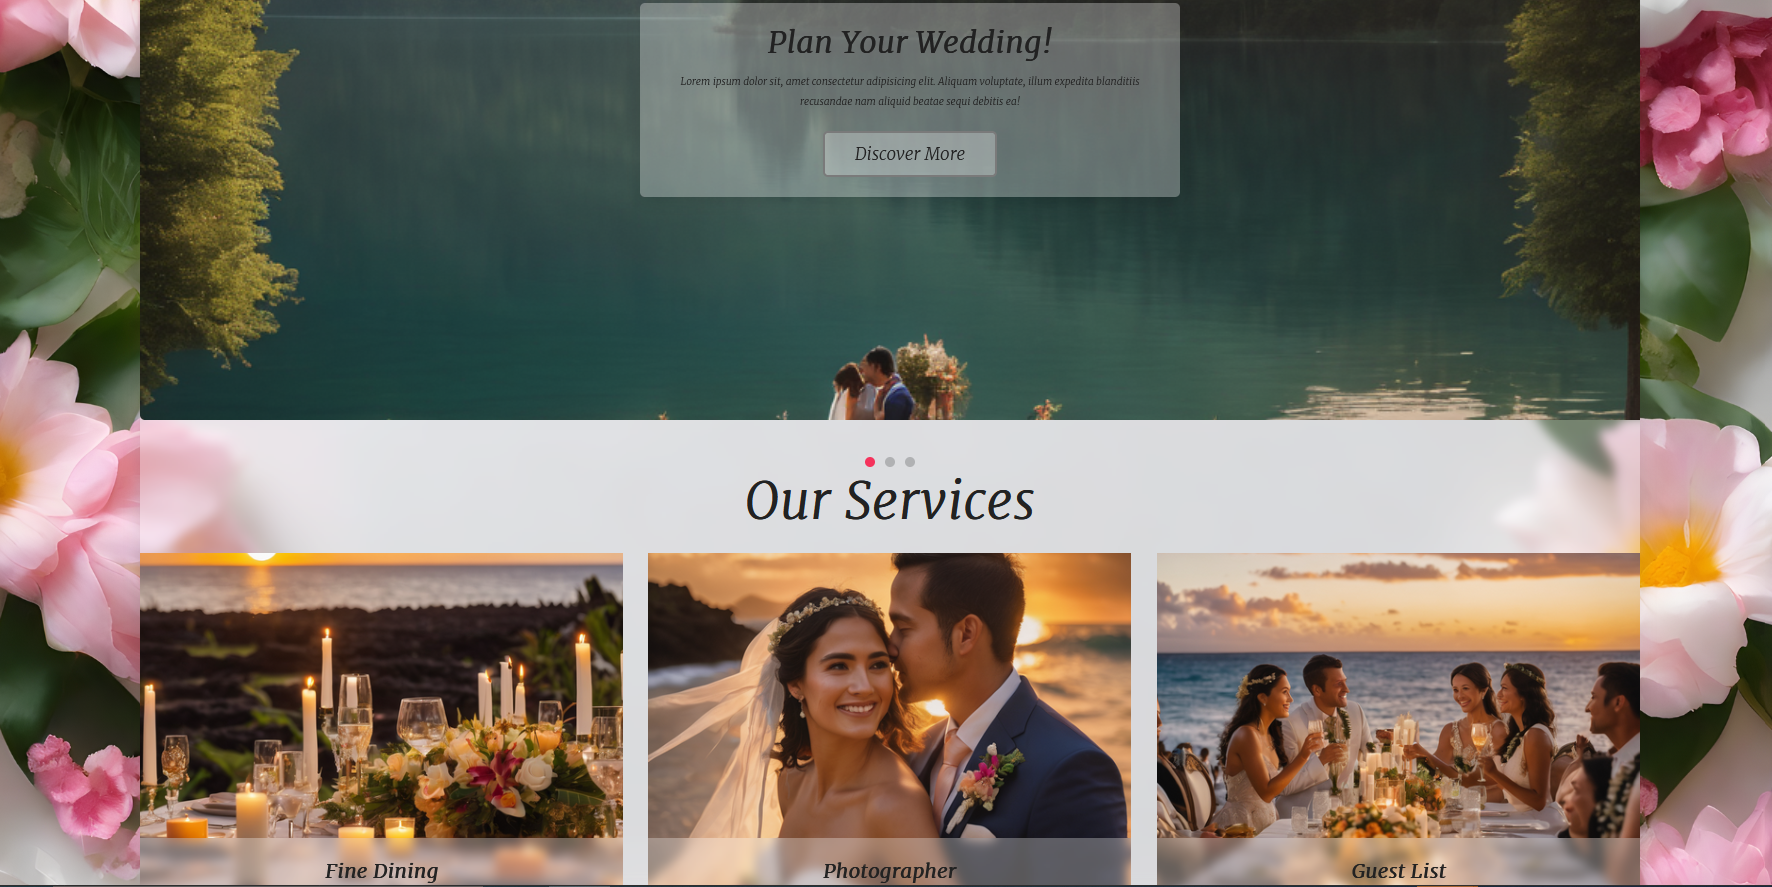 Plan Your Wedding!
Lorem ipsum dolor sit, amet consectetur adipisicing elit. Aliquam voluptate, illum expedita blanditiis
recusandae nam aliquid beatae sequi debitis ea!
Discover More
Our Services
Fine Dining
Photographer
Guest List